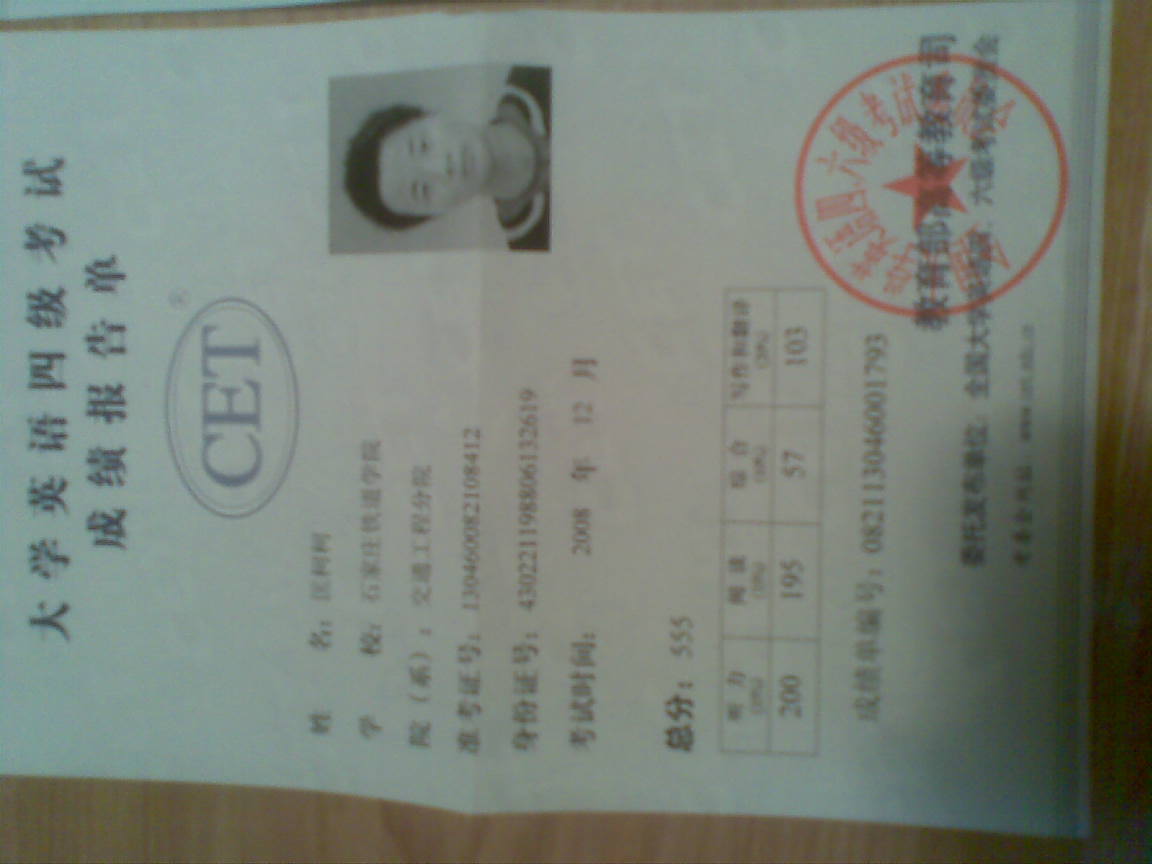 大学英语四级考试
成绩报告单
CET
®
姓 名：匡柯柯
学 校：石家庄铁道学院
院（系）：交通工程分院
准考证号：130460082108412
身份证号：430221198806132619
考试时间： 2008 年 12 月
总分：555
听力 阅读 综合 写作和翻译
200 195 57 103
成绩单编号：082113046001793
教育部高等教育司
委托发布单位：全国大学英语四、六级考试委员会